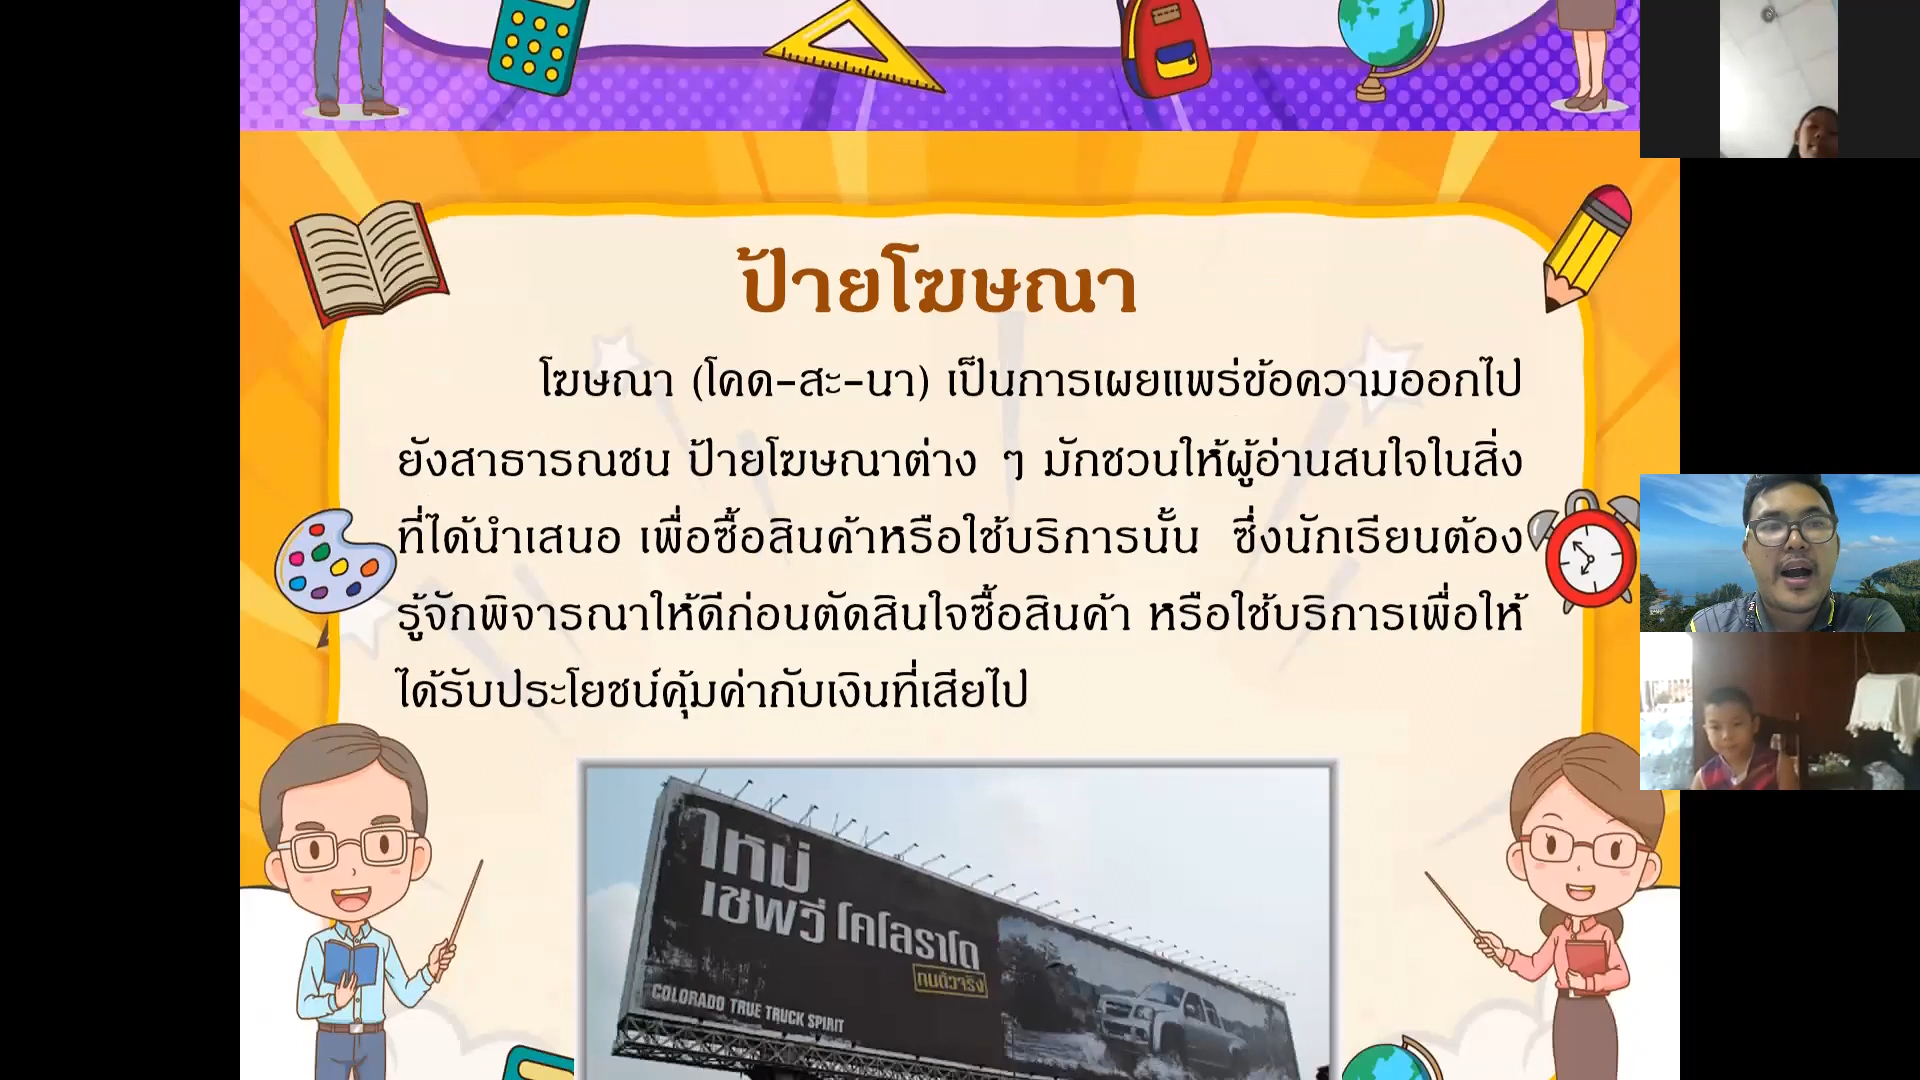 ป้ายโฆษณา
โฆษณา (โคด-สะ-นา) เป็นการเผยแพร่ข้อความออกไป
ยังสาธารณชน ป้ายโฆษณาต่าง ๆ มักชวนให้ผู้อ่านสนใจในสิ่ง
ที่ได้นำเสนอ เพื่อซื้อสินค้าหรือใช้บริการนั้น ซึ่งนักเรียนต้อง
รู้จักพิจารณาให้ดีก่อนตัดสินใจซื้อสินค้า หรือใช้บริการเพื่อให้
ได้รับประโยชน์คุ้มค่ากับเงินที่เสียไป
ใหม่
เชฟวี โคโลราโด
ทนตัวจริง
COLORADO TRUE TRUCK SPIRIT